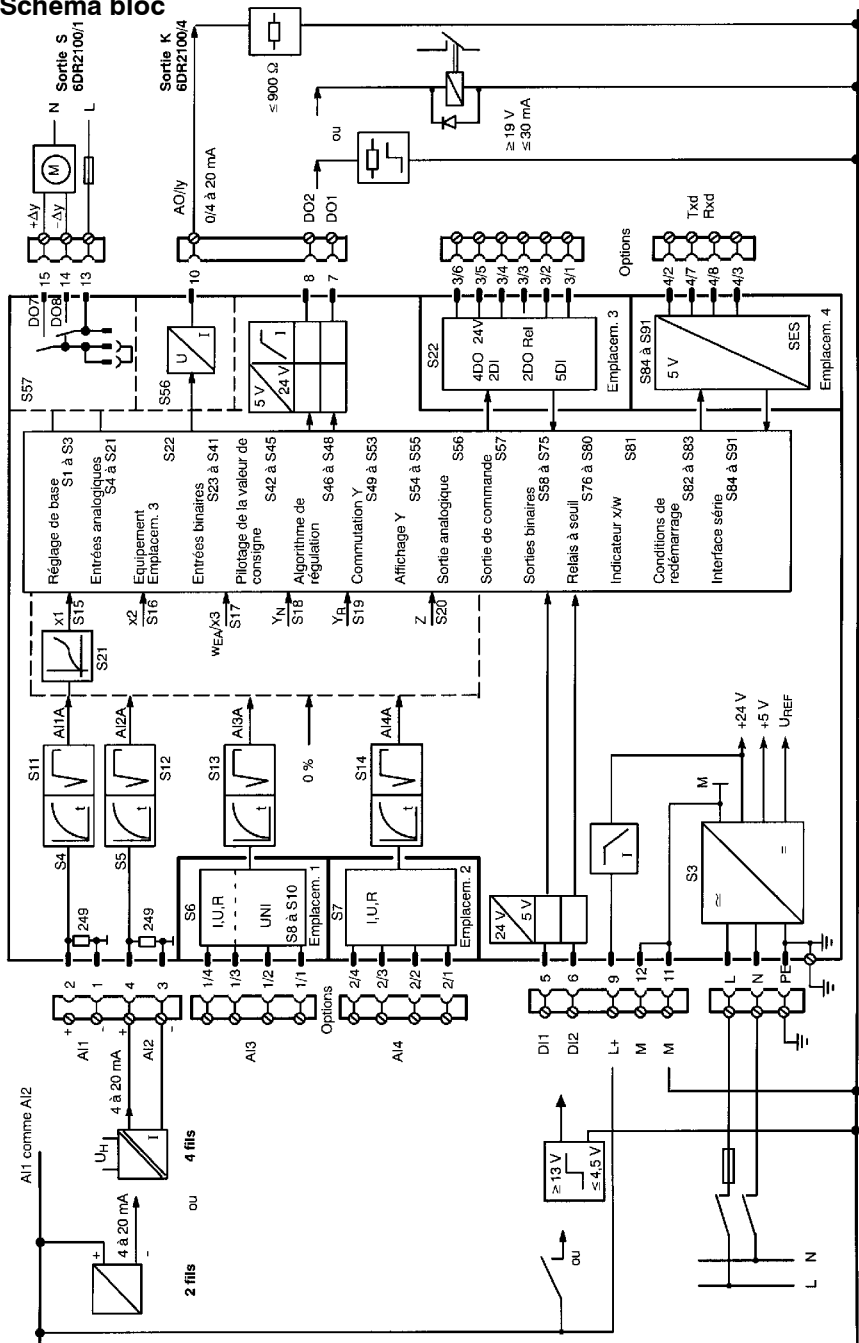 Schéma bloc
AI1 comme AI2
2 fils
+
-
4 à 20 mA
ou
4 fils
UH
I
4 à 20 mA
+
AI1
-
+
AI2
-
2
1
4
3
249
249
S4
S5
S11
S12
t
t
AI1A
AI2A
AI3
Options
AI4
1/4
1/3
1/2
1/1
2/4
2/3
2/2
2/1
S6
I,U,R
UNI
S8 à S10
Emplacem. 1
S7
I,U,R
Emplacem. 2
S13
t
AI3A
0 %
S14
t
AI4A
S21
x1
S15
x2
S16
wEA/x3
S17
YN
S18
YR
S19
Z
S20
Réglage de base
S1 à S3
Entrées analogiques
S4 à S21
Equipement
Emplacem. 3
S22
Entrées binaires
S23 à S41
Pilotage de la valeur de
consigne
S42 à S45
Algorithme de
régulation
S46 à S48
Commutation Y
S49 à S53
Affichage Y
S54 à S55
Sortie analogique
S56
Sortie de commande
S57
Sorties binaires
S58 à S75
Relais à seuil
S76 à S80
Indicateur x/w
S81
Conditions de
redémarrage
S82 à S83
Interface série
S84 à S91
S57
DO7
DO8
15
14
13
+Δy
-Δy
M
N
L
Sortie S
6DR2100/1
S56
U
I
10
AO/Iy
0/4 à 20 mA
Sortie K
6DR2100/4
≤ 900 Ω
5 V
24 V
I
8
7
DO2
DO1
ou
≥ 19 V
≤ 30 mA
S22
4DO 24V
2DI
2DO Rel
5DI
Emplacem. 3
3/6
3/5
3/4
3/3
3/2
3/1
Options
S84 à S91
5 V
SES
Emplacem. 4
4/2
4/7
4/8
4/3
Txd
Rxd
ou
≥ 13 V
≤ 4,5 V
DI1
DI2
L+
M
M
5
6
9
12
11
24 V
5 V
I
M
S3
≃
=
+24 V
+5 V
UREF
L
N
PE
L
N